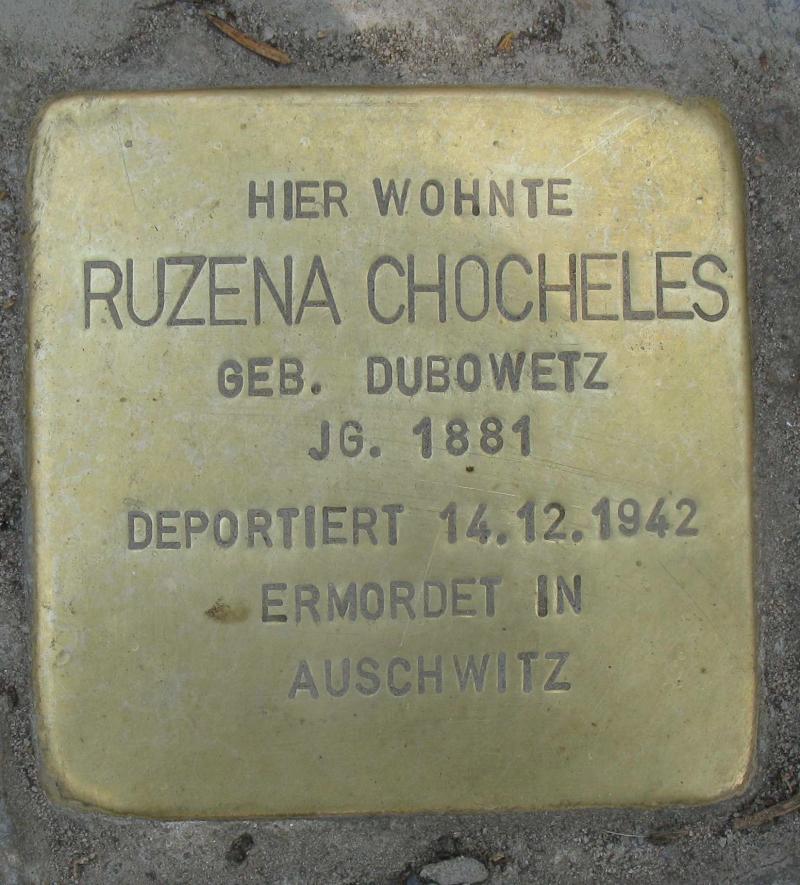 HIER WOHNTE
RUZENA CHOCHELES
GEB. DUBOWETZ
JG. 1881
DEPORTIERT 14.12.1942
ERMORDET IN
AUSCHWITZ